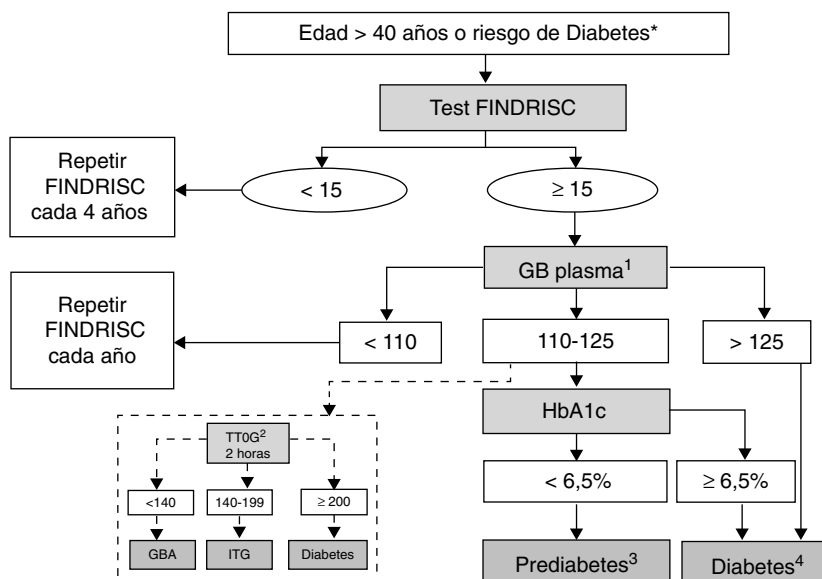 Edad > 40 años o riesgo de Diabetes*
Test FINDRISC
Repetir
FINDRISC
cada 4 años
< 15
≥ 15
GB plasma¹
Repetir
FINDRISC
cada año
< 110
110-125
> 125
HbA1c
TT0G²
2 horas
< 6,5%
≥ 6,5%
<140
140-199
≥ 200
GBA
ITG
Diabetes
Prediabetes³
Diabetes⁴